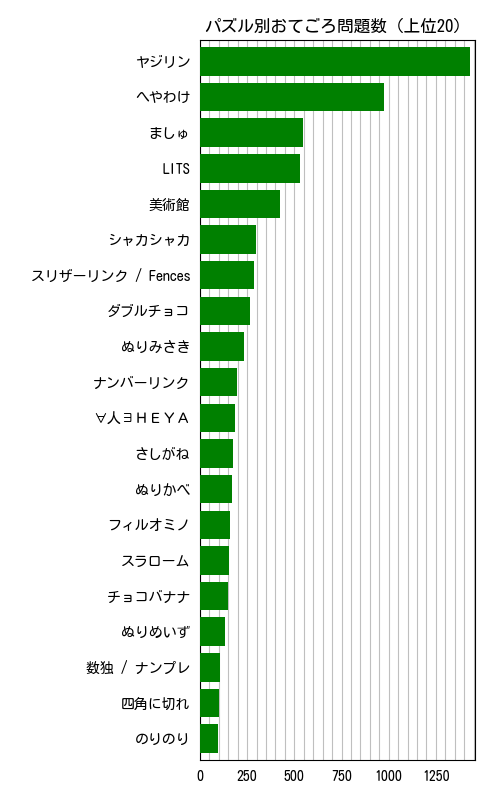 パズル別おてごろ問題数（上位20）
ヤジリン
へやわけ
ましゅ
LITS
美術館
シャカシャカ
スリザーリンク / Fences
ダブルチョコ
ぬりみさき
ナンバーリンク
∀人∃ＨＥＹＡ
さしがね
ぬりかべ
フィルオミノ
スラローム
チョコバナナ
ぬりめいず
数独 / ナンプレ
四角に切れ
のりのり
0 250 500 750 1000 1250